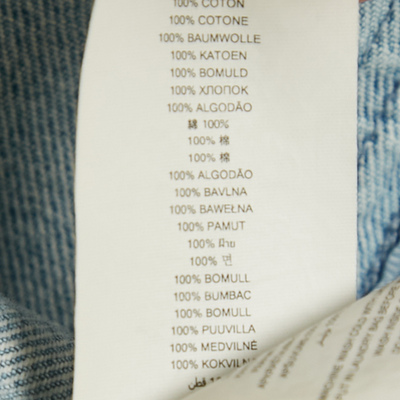 100% COTON
100% COTONE
100% BAUMWOLLE
100% KATOEN
100% BOMULD
100% ХЛОПОК
100% ALGODÃO
綿 100%
100% 棉
100% 棉
100% ALGODÃO
100% BAVLNA
100% BAWEŁNA
100% PAMUT
100% ฝ้าย
100% 면
100% BOMULL
100% BUMBAC
100% BOMULL
100% PUUVILLA
100% MEDVILNĖ
100% KOKVILN
قطن